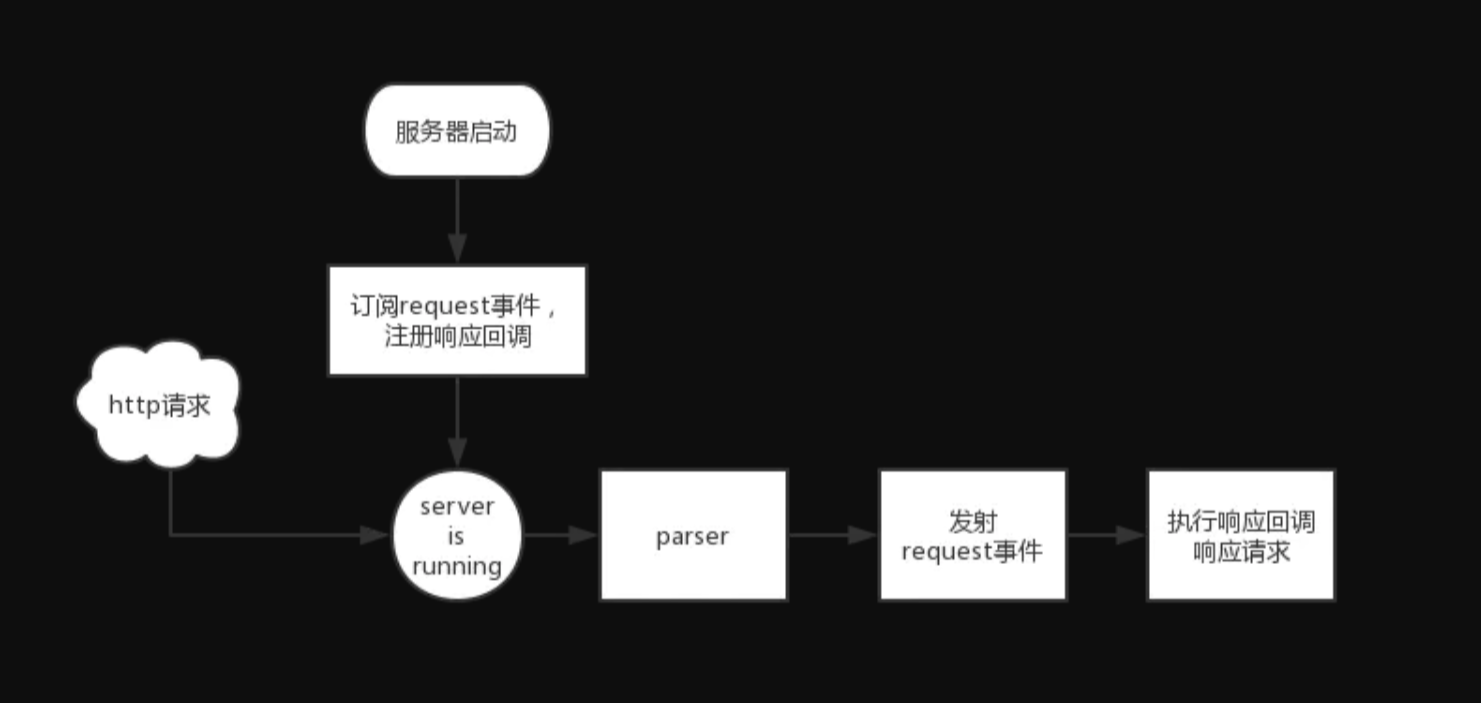 服务器启动
订阅request事件，
注册响应回调
http请求
server
is
running
parser
发射
request事件
执行响应回调
响应请求